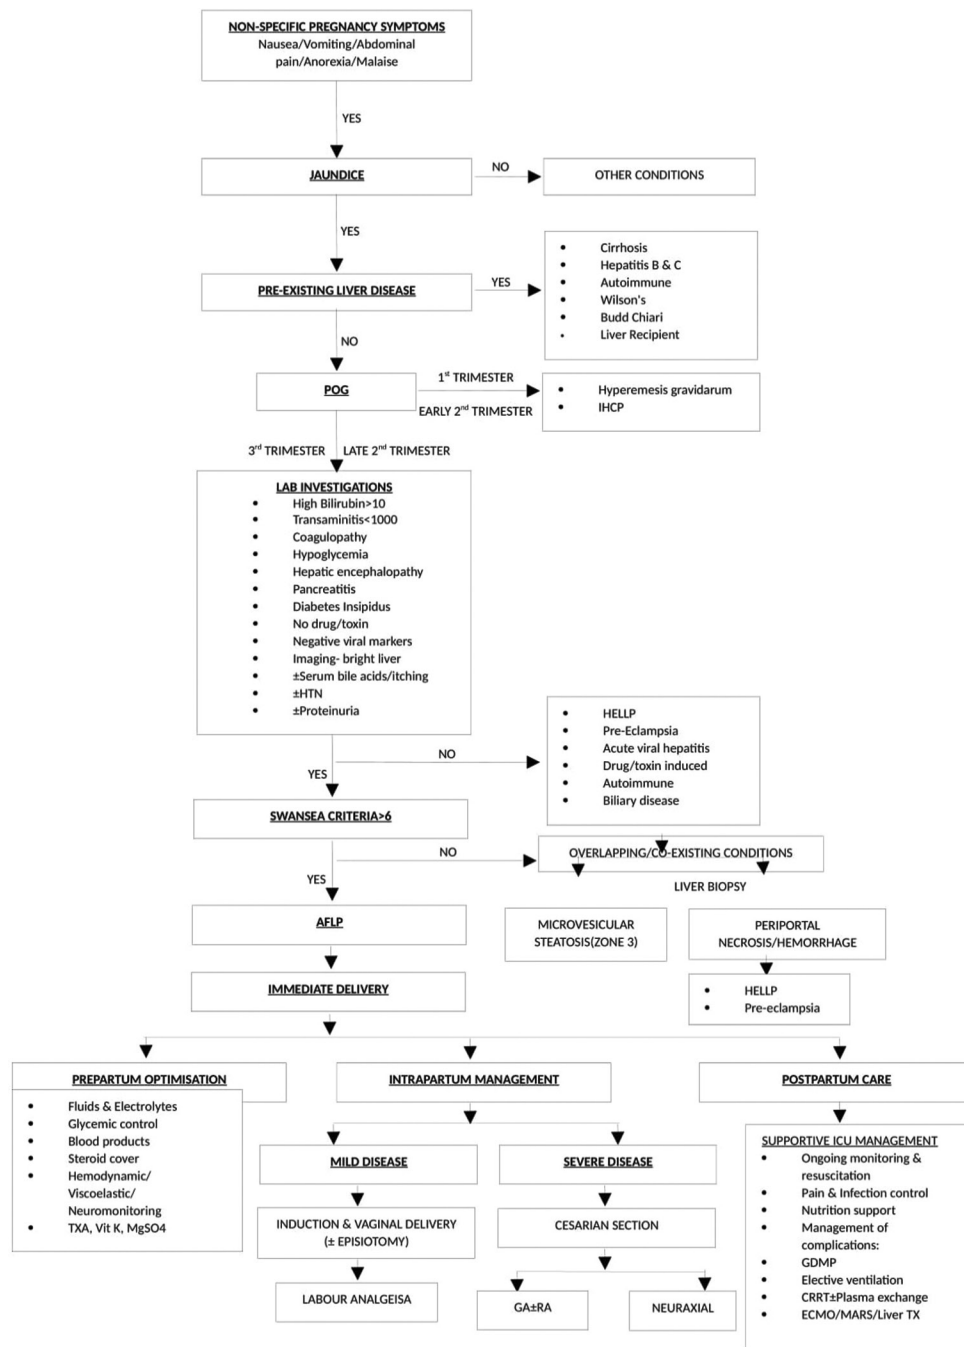 NON-SPECIFIC PREGNANCY SYMPTOMS
Nausea/Vomiting/Abdominal
pain/Anorexia/Malaise
YES
JAUNDICE
NO
OTHER CONDITIONS
YES
PRE-EXISTING LIVER DISEASE
YES
• Cirrhosis
• Hepatitis B & C
• Autoimmune
• Wilson's
• Budd Chiari
• Liver Recipient
NO
POG
1st TRIMESTER
EARLY 2nd TRIMESTER
• Hyperemesis gravidarum
• IHCP
3rd TRIMESTER
LATE 2nd TRIMESTER
LAB INVESTIGATIONS
• High Bilirubin>10
• Transaminitis<1000
• Coagulopathy
• Hypoglycemia
• Hepatic encephalopathy
• Pancreatitis
• Diabetes Insipidus
• No drug/toxin
• Negative viral markers
• Imaging- bright liver
• ±Serum bile acids/itching
• ±HTN
• ±Proteinuria
NO
• HELLP
• Pre-Eclampsia
• Acute viral hepatitis
• Drug/toxin induced
• Autoimmune
• Biliary disease
YES
SWANSEA CRITERIA>6
NO
OVERLAPPING/CO-EXISTING CONDITIONS
YES
LIVER BIOPSY
AFLP
MICROVESICULAR
STEATOSIS(ZONE 3)
PERIPORTAL
NECROSIS/HEMORRHAGE
IMMEDIATE DELIVERY
• HELLP
• Pre-eclampsia
PREPARTUM OPTIMISATION
• Fluids & Electrolytes
• Glycemic control
• Blood products
• Steroid cover
• Hemodynamic/
Viscoelastic/
Neuromonitoring
• TXA, Vit K, MgSO4
INTRAPARTUM MANAGEMENT
MILD DISEASE
INDUCTION & VAGINAL DELIVERY
(± EPISIOTOMY)
LABOUR ANALGEISA
SEVERE DISEASE
CESARIAN SECTION
GA±RA
NEURAXIAL
POSTPARTUM CARE
SUPPORTIVE ICU MANAGEMENT
• Ongoing monitoring &
resuscitation
• Pain & Infection control
• Nutrition support
• Management of
complications:
• GDMP
• Elective ventilation
• CRRT±Plasma exchange
• ECMO/MARS/Liver TX